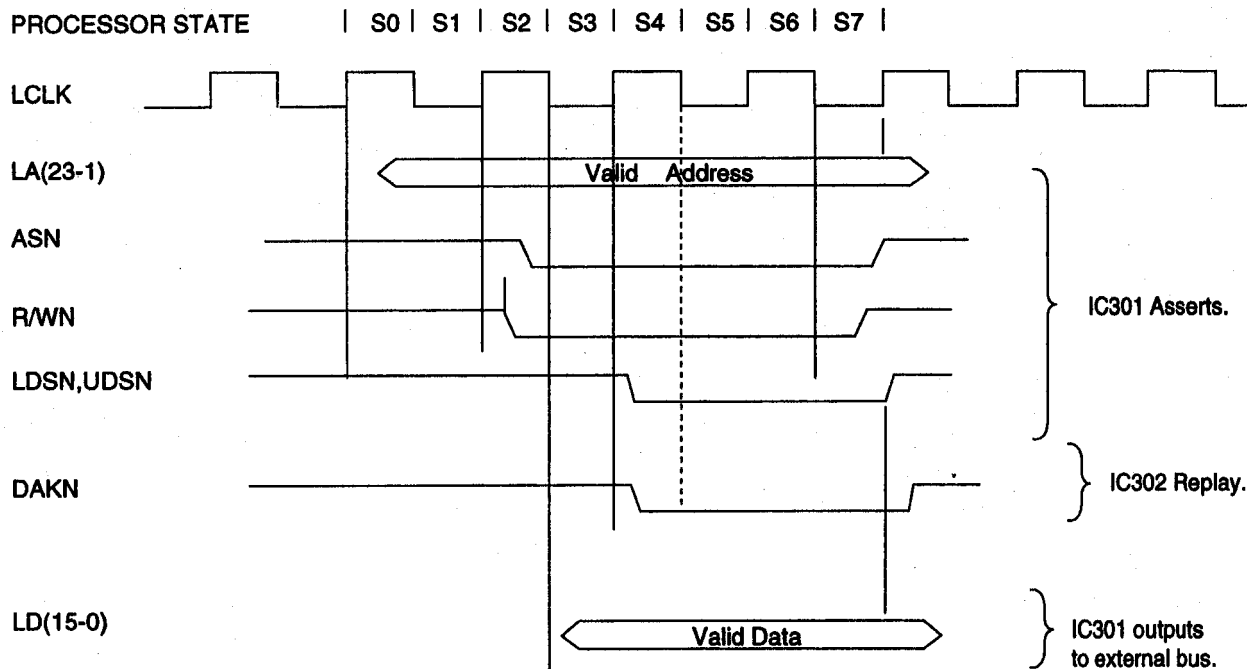 PROCESSOR STATE | S0 | S1 | S2 | S3 | S4 | S5 | S6 | S7 |
LCLK
LA(23-1) Valid Address
ASN
R/WN IC301 Asserts.
LDSN,UDSN
DAKN IC302 Replay.
LD(15-0) Valid Data IC301 outputs
to external bus.